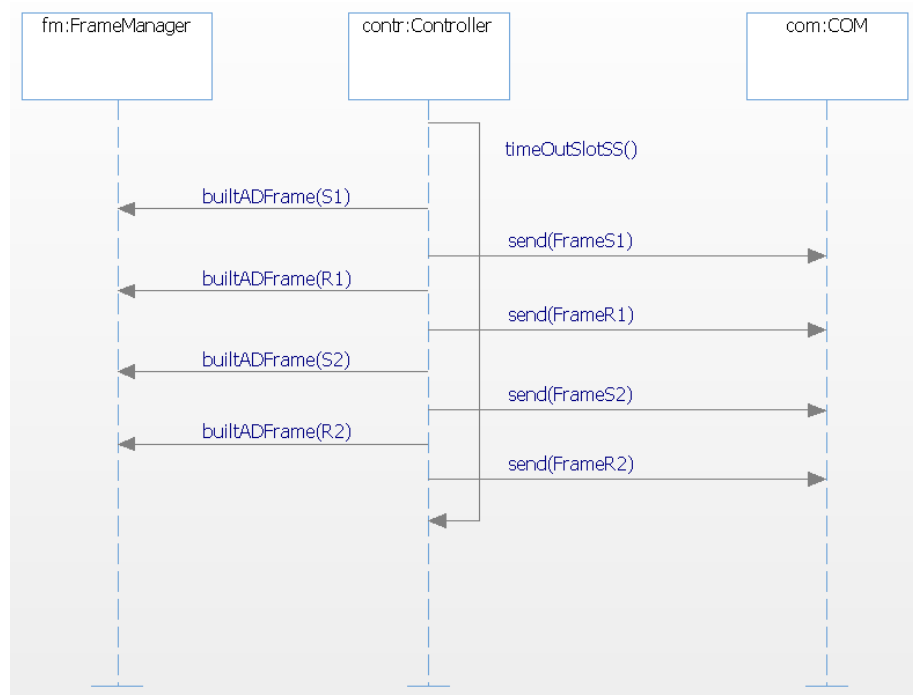 fm:FrameManager
contr:Controller
com:COM
timeOutSlotSS()
builtADFrame(S1)
send(FrameS1)
builtADFrame(R1)
send(FrameR1)
builtADFrame(S2)
send(FrameS2)
builtADFrame(R2)
send(FrameR2)